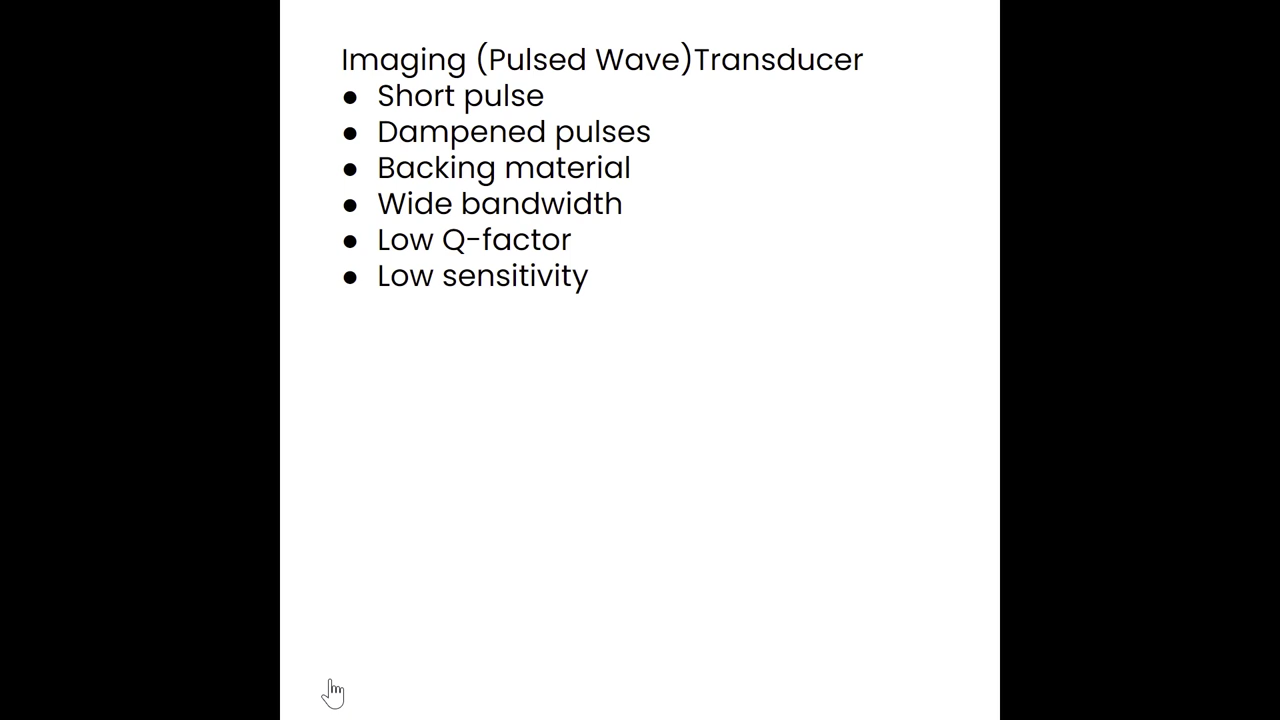 Imaging (Pulsed Wave)Transducer
● Short pulse
● Dampened pulses
● Backing material
● Wide bandwidth
● Low Q-factor
● Low sensitivity